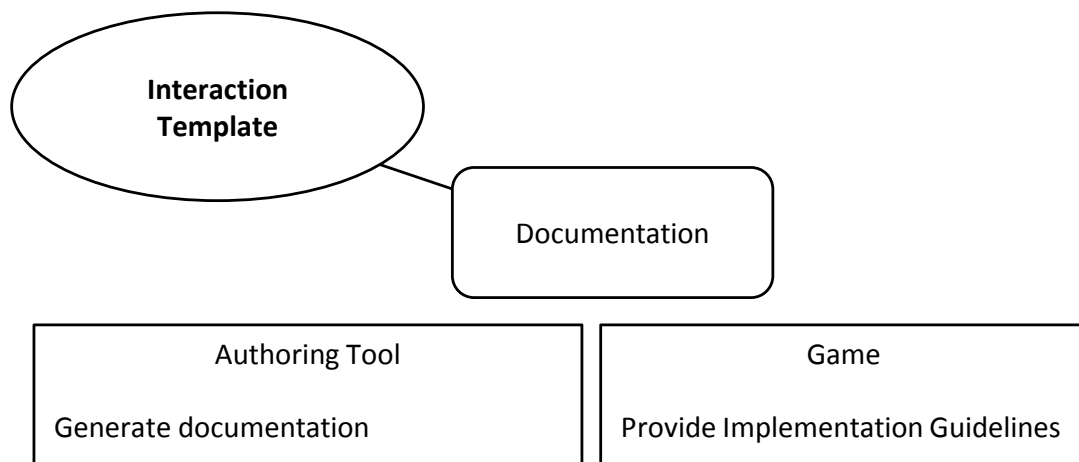 Interaction
Template
Documentation
Authoring Tool
Generate documentation
Game
Provide Implementation Guidelines